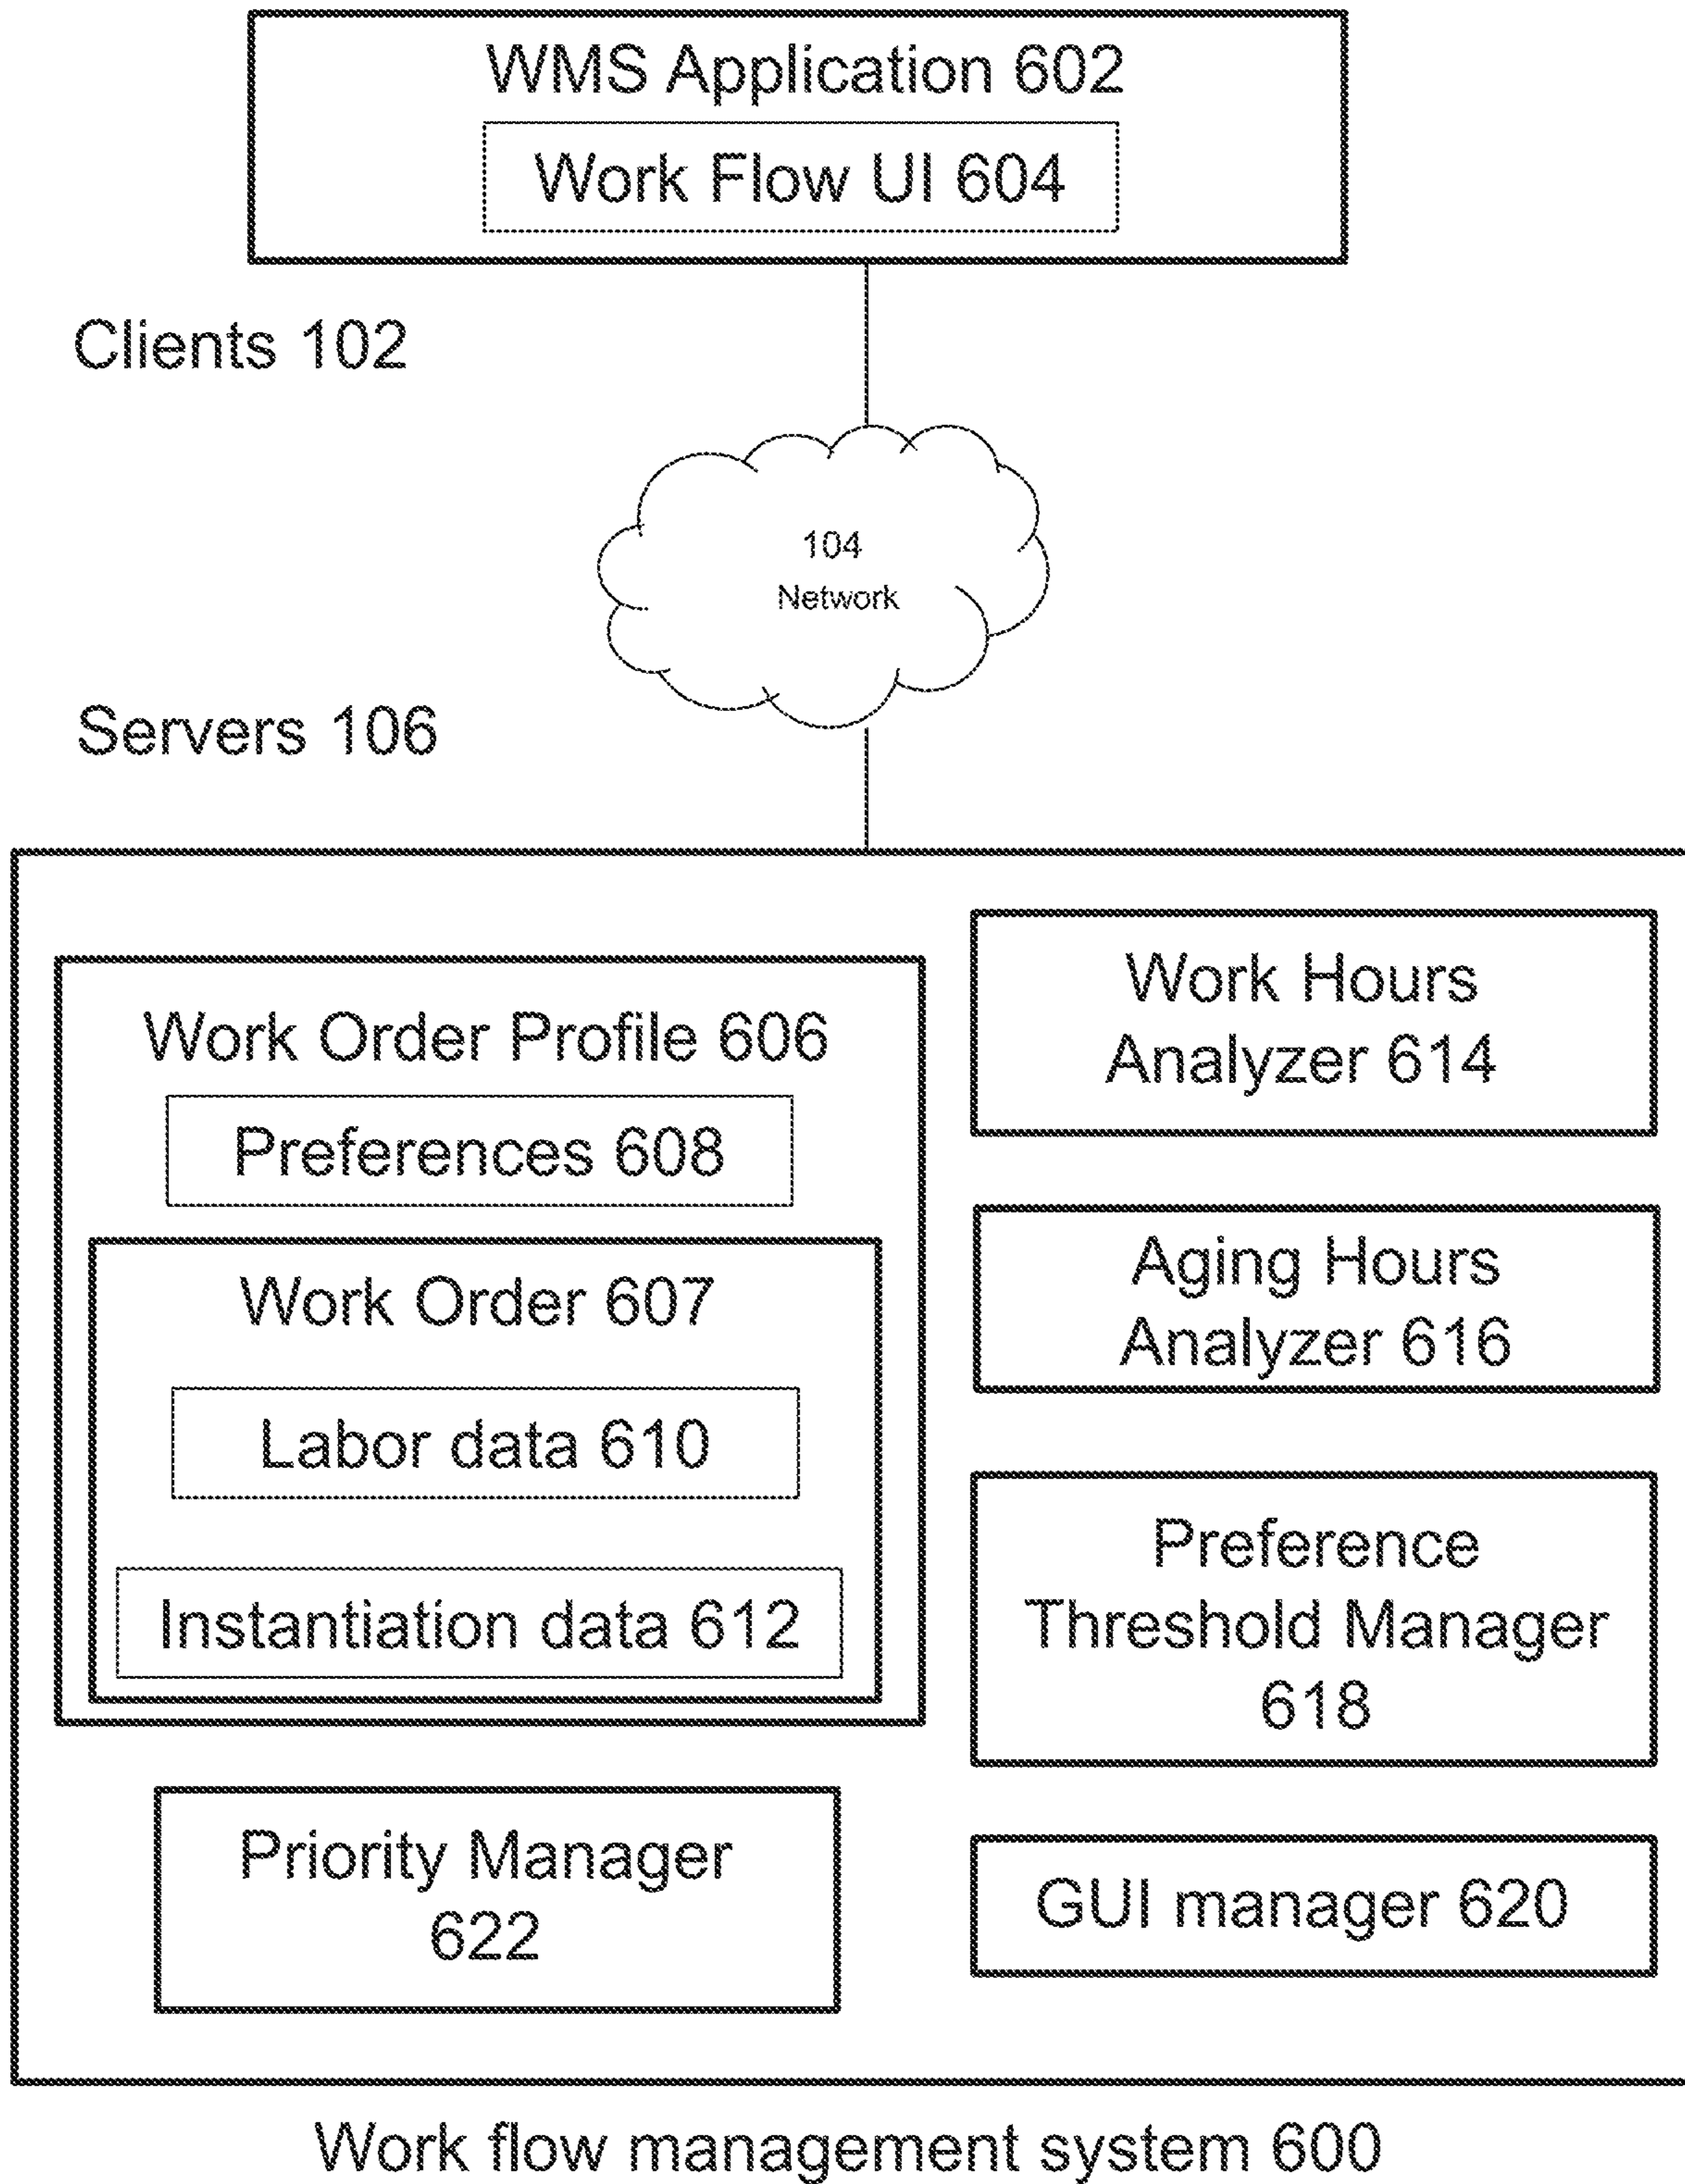 WMS Application 602
Work Flow UI 604
Clients 102
104
Network
Servers 106
Work Order Profile 606
Preferences 608
Work Order 607
Labor data 610
Instantiation data 612
Priority Manager
622
Work Hours
Analyzer 614
Aging Hours
Analyzer 616
Preference
Threshold Manager
618
GUI manager 620
Work flow management system 600